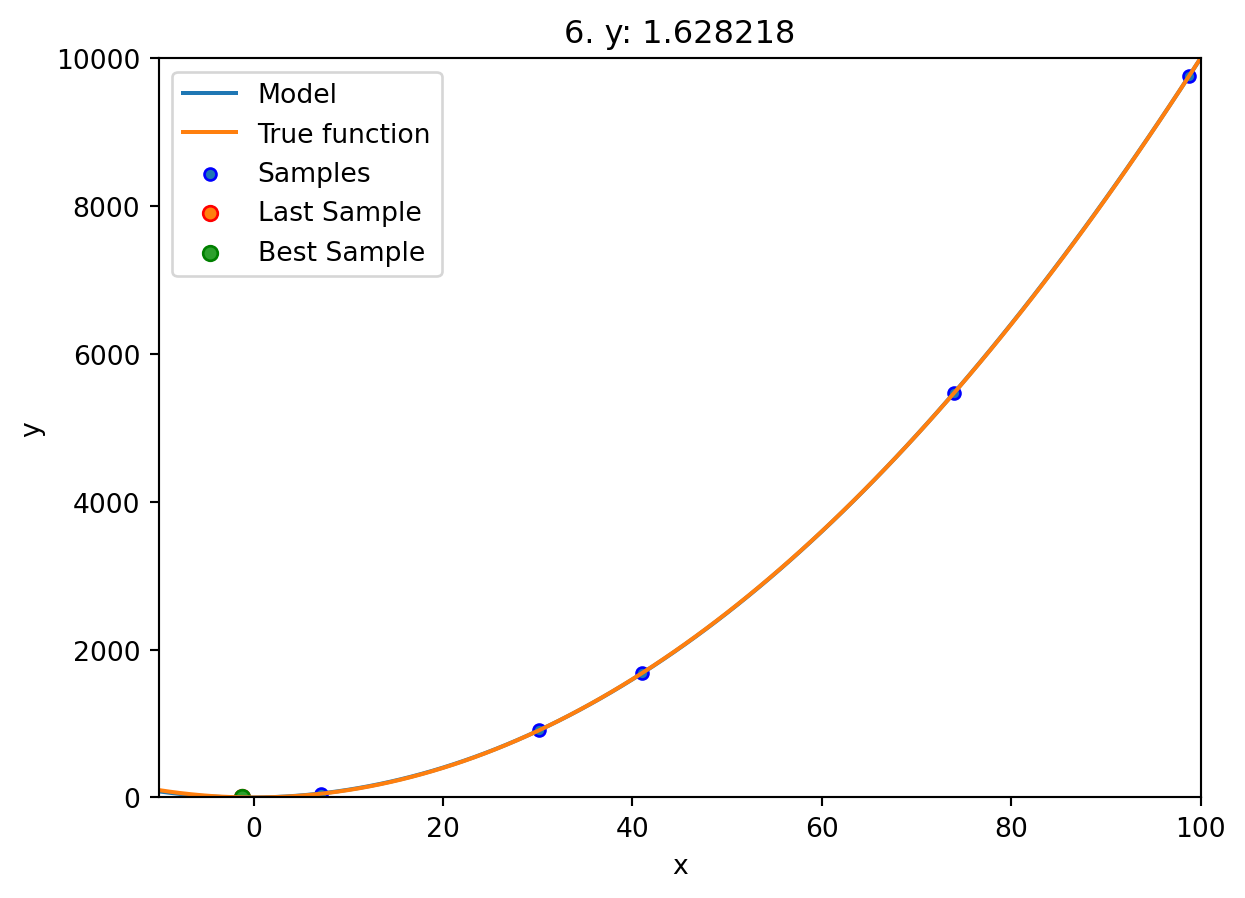 6. y: 1.628218
10000
8000
6000
4000
2000
0
y
Model
True function
Samples
Last Sample
Best Sample
0 20 40 60 80 100
x